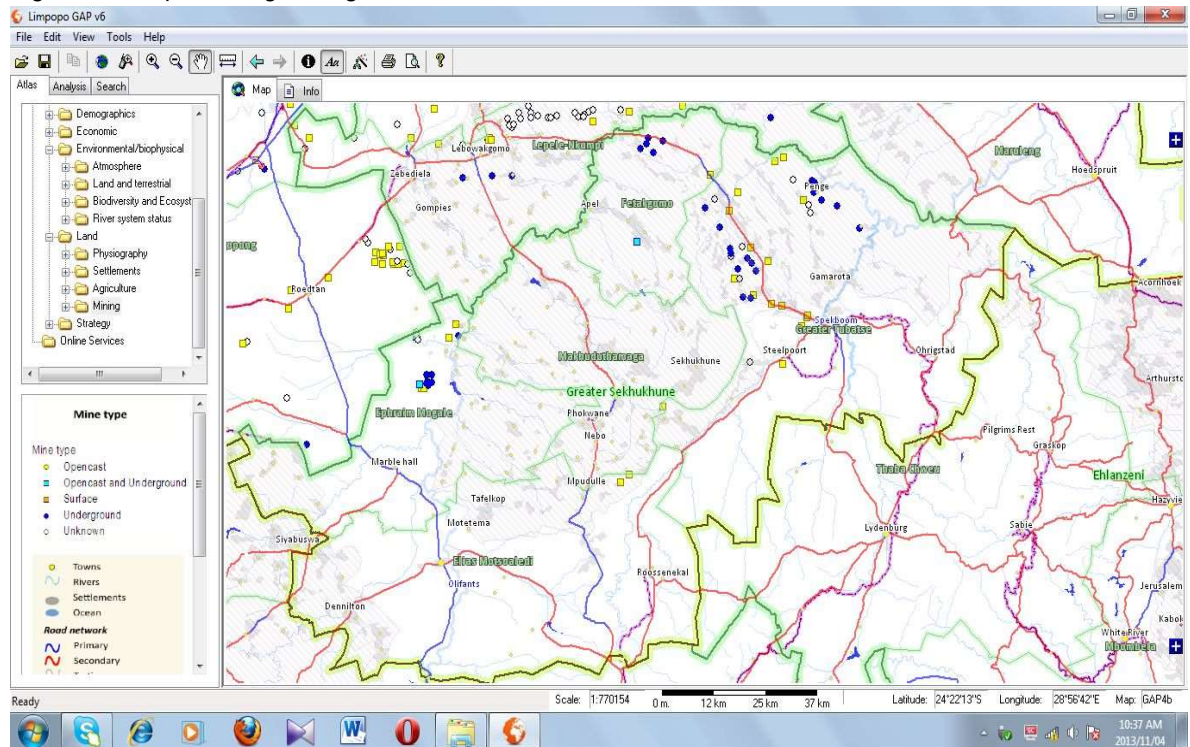 Limpopo GAP v6
File Edit View Tools Help
Atlas Analysis Search
Map Info
Demographics
Economic
Environmental/biophysical
Atmosphere
Land and terrestrial
Biodiversity and Ecosyst
River system status
Land
Physiography
Settlements
Agriculture
Mining
Strategy
Online Services
Mine type
Mine type
Opencast
Opencast and Underground
Surface
Underground
Unknown
Towns
Rivers
Settlements
Ocean
Road network
Primary
Secondary
Lebowakgomo
Lepele-Nkumpi
Maruleng
Hoedspruit
Zebediela
Penge
Gompies
Apel
Fetakgomo
ppong
Gamarota
Roedtan
Acornhoek
Spekboom
Greater Tubatse
Steelpoort
Ohrigstad
Makhuduthamaga
Sekhukhune
Greater Sekhukhune
Ephraim Mogale
Phokwane
Nebo
Pilgrims Rest
Graskop
Marble hall
Thaba Chweu
Ehlanzeni
Mpudulle
Tafelkop
Hazyvie
Motetema
Lydenburg
Sabie
Siyabuswa
Elias Motsoaledi
Olifants
Roossenekal
Jerusalem
Dennilton
Kabok
White River
Mbombela
Ready
Scale: 1:770154 0 m. 12 km 25 km 37 km Latitude: 24°22'13"S Longitude: 28°56'42"E Map: GAP4b
10:37 AM
2013/11/04